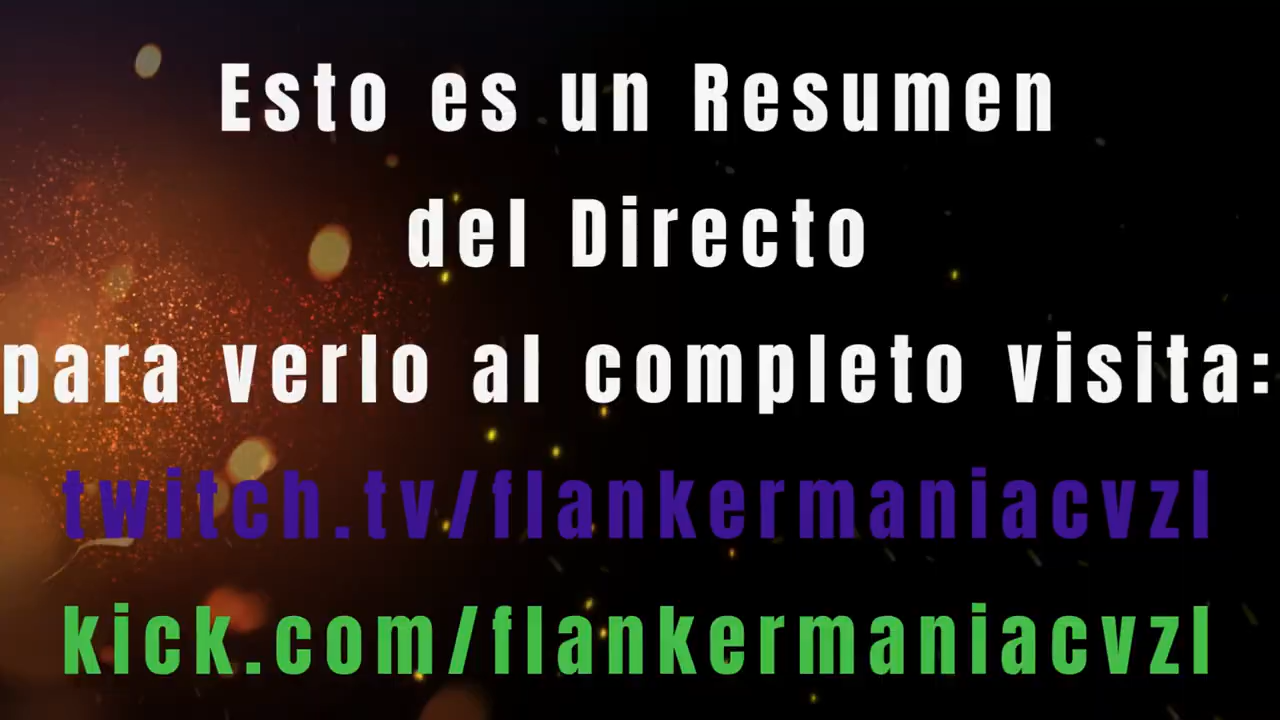 Esto es un Resumen
del Directo
para verlo al completo visita:
twitch.tv/flankermaniacvzl
kick.com/flankermaniacvzl